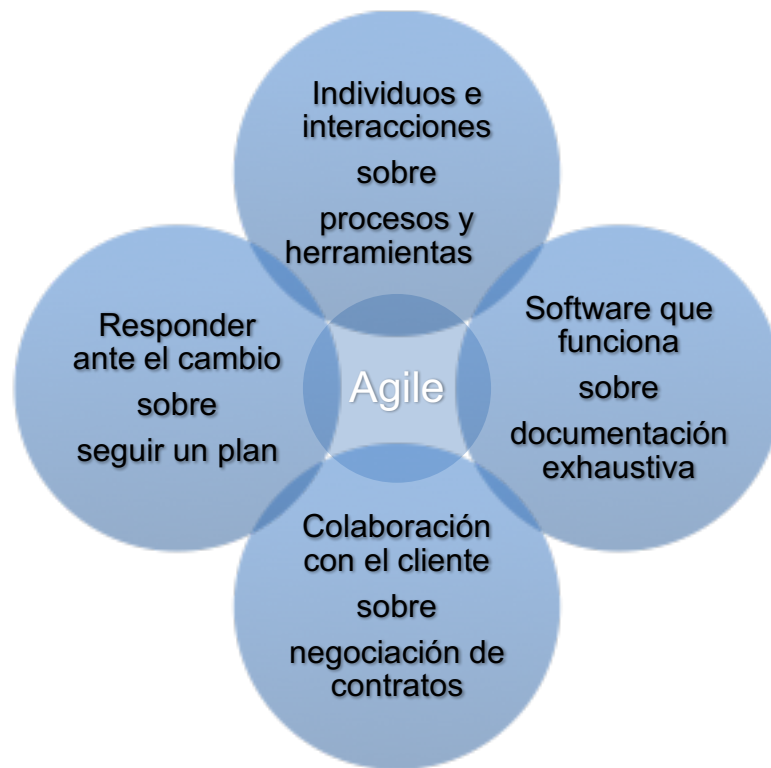 Individuos e
interacciones
sobre
procesos y
herramientas
Responder
ante el cambio
sobre
seguir un plan
Agile
Software que
funciona
sobre
documentación
exhaustiva
Colaboración
con el cliente
sobre
negociación de
contratos